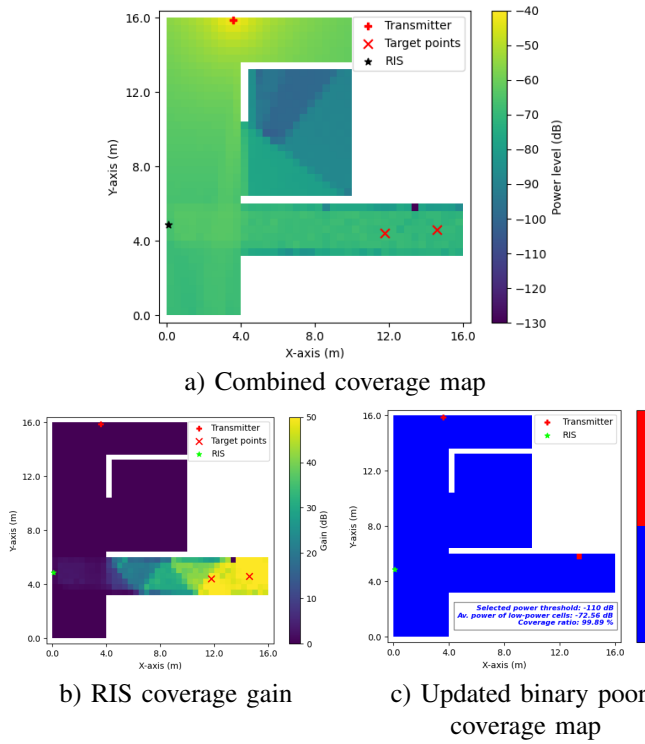 16.0
12.0
8.0
4.0
0.0
Y-axis (m)
0.0 4.0 8.0 12.0 16.0
X-axis (m)
Transmitter
Target points
RIS
−40
−50
−60
−70
−80
−90
−100
−110
−120
−130
Power level (dB)
a) Combined coverage map
16.0
12.0
8.0
4.0
0.0
Y-axis (m)
0.0 4.0 8.0 12.0 16.0
X-axis (m)
Transmitter
Target points
RIS
50
40
30
20
10
0
Gain (dB)
b) RIS coverage gain
16.0
12.0
8.0
4.0
0.0
Y-axis (m)
0.0 4.0 8.0 12.0 16.0
X-axis (m)
Transmitter
RIS
Selected power threshold: -110 dB
Av. power of low-power cells: -72.56 dB
Coverage ratio: 99.89 %
c) Updated binary poor
coverage map